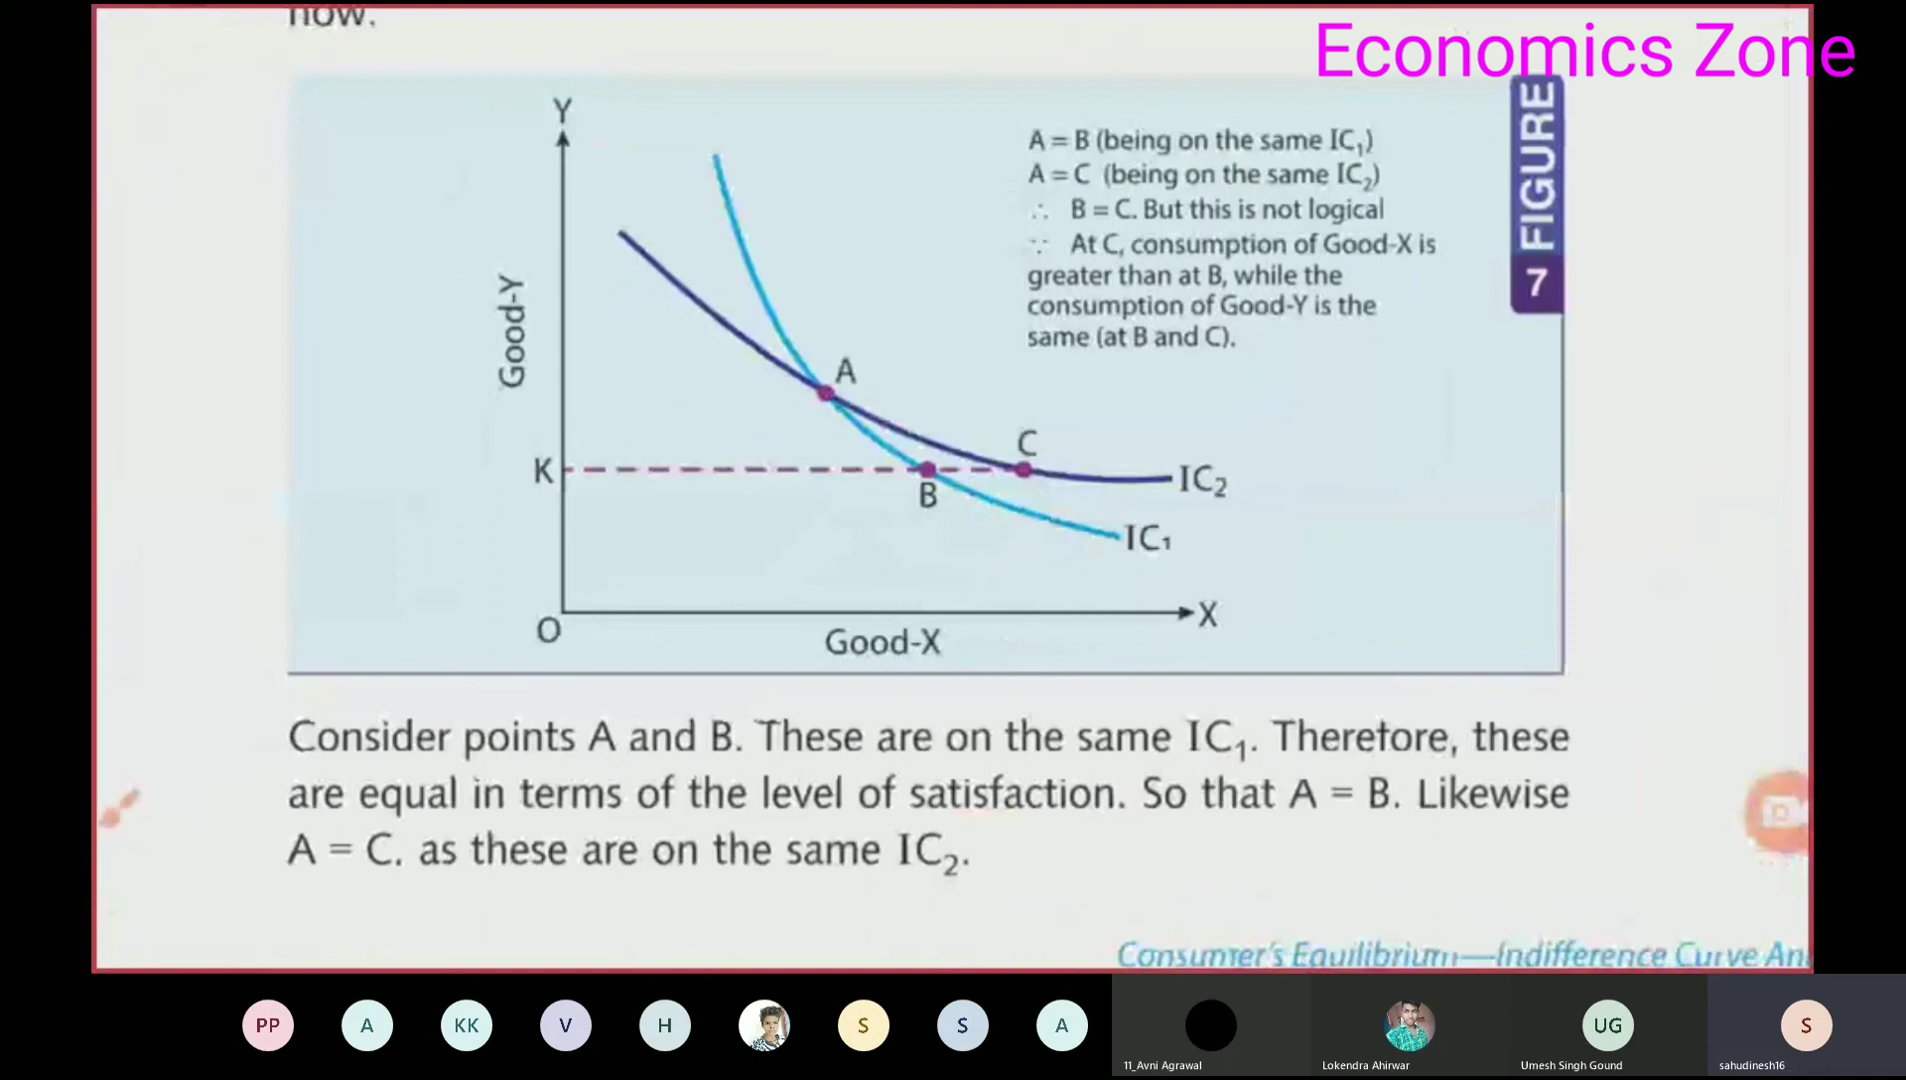 now.
Economics Zone
FIGURE
7
Y
A = B (being on the same IC₁)
A = C (being on the same IC₂)
∴ B = C. But this is not logical
∵ At C, consumption of Good-X is
greater than at B, while the
consumption of Good-Y is the
same (at B and C).
Good-Y
A
C
K
B
IC₂
IC₁
O
X
Good-X
Consider points A and B. These are on the same IC₁. Therefore, these
are equal in terms of the level of satisfaction. So that A = B. Likewise
A = C. as these are on the same IC₂.
Consumer's Equilibrium—Indifference Curve An
PP
A
KK
V
H
S
S
A
UG
S
11_Avni Agrawal
Lokendra Ahirwar
Umesh Singh Gound
sahudinesh16